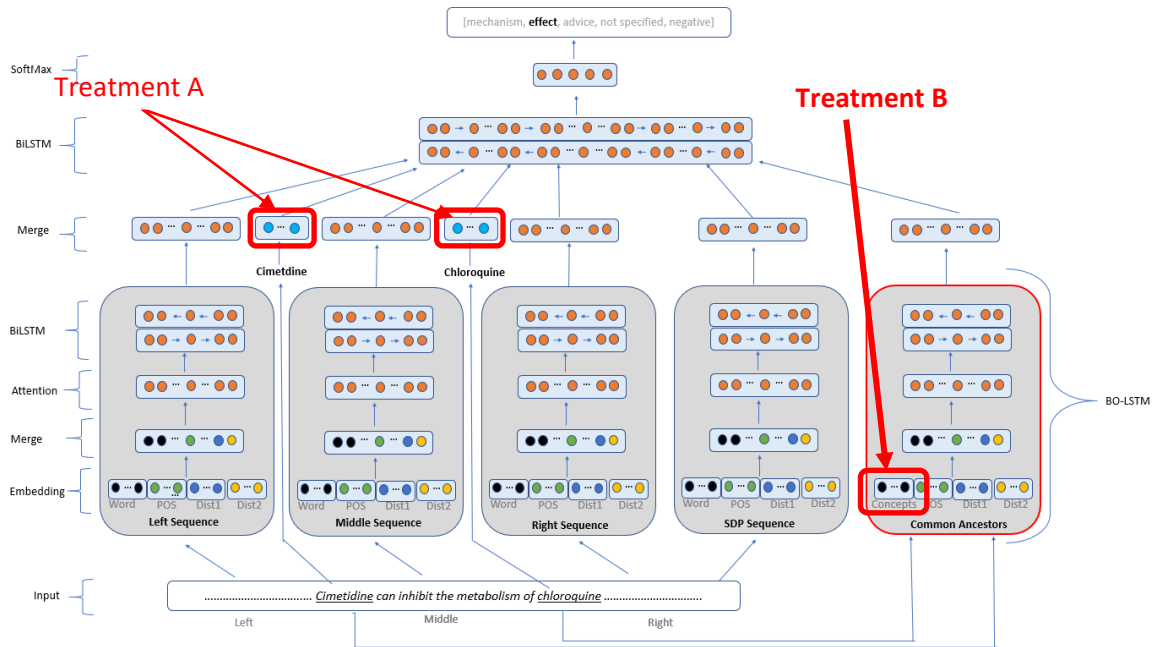 [mechanism, effect, advice, not specified, negative]
SoftMax
Treatment A
Treatment B
BiLSTM
Merge
Cimetdine
Chloroquine
BiLSTM
Attention
BO-LSTM
Merge
Embedding
Word POS Dist1 Dist2
Word POS Dist1 Dist2
Word POS Dist1 Dist2
Word POS Dist1 Dist2
Concepts POS Dist1 Dist2
Left Sequence
Middle Sequence
Right Sequence
SDP Sequence
Common Ancestors
Input
.................................. Cimetidine can inhibit the metabolism of chloroquine ................................
Left
Middle
Right